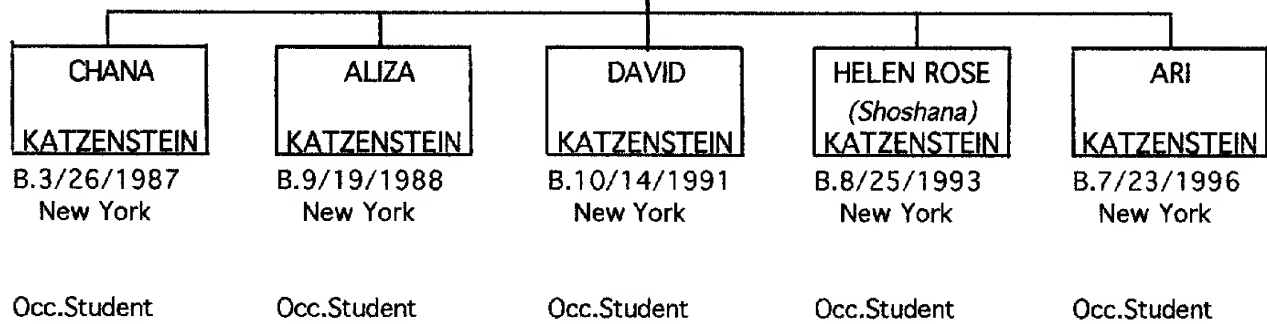 CHANA
KATZENSTEIN
B.3/26/1987
New York
Occ.Student
ALIZA
KATZENSTEIN
B.9/19/1988
New York
Occ.Student
DAVID
KATZENSTEIN
B.10/14/1991
New York
Occ.Student
HELEN ROSE
(Shoshana)
KATZENSTEIN
B.8/25/1993
New York
Occ.Student
ARI
KATZENSTEIN
B.7/23/1996
New York
Occ.Student